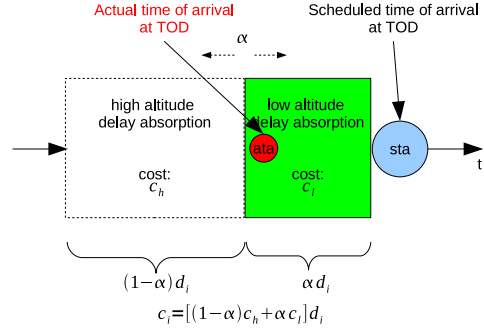 Actual time of arrival
at TOD
Scheduled time of arrival
at TOD
α
high altitude
delay absorption
low altitude
delay absorption
ata
sta
cost:
c_h
cost:
c_l
t
(1-α)d_i
αd_i
c_i=[(1-α)c_h+αc_l]d_i